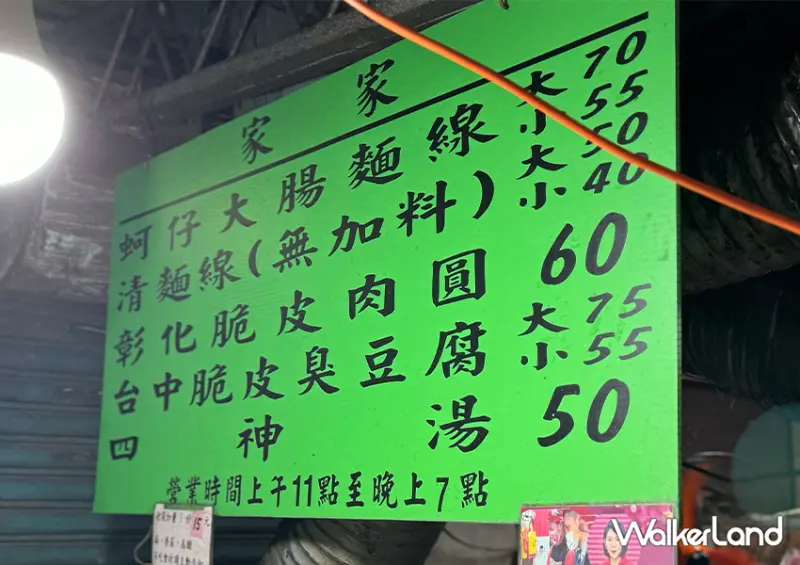 家家
蚵仔大腸麵線 大 70 小 55
清麵線(無加料) 大 50 小 40
彰化脆皮肉圓 60
台中脆皮臭豆腐 大 75 小 55
四神湯 50
營業時間上午11點至晚上7點
15元
WALKERLAND